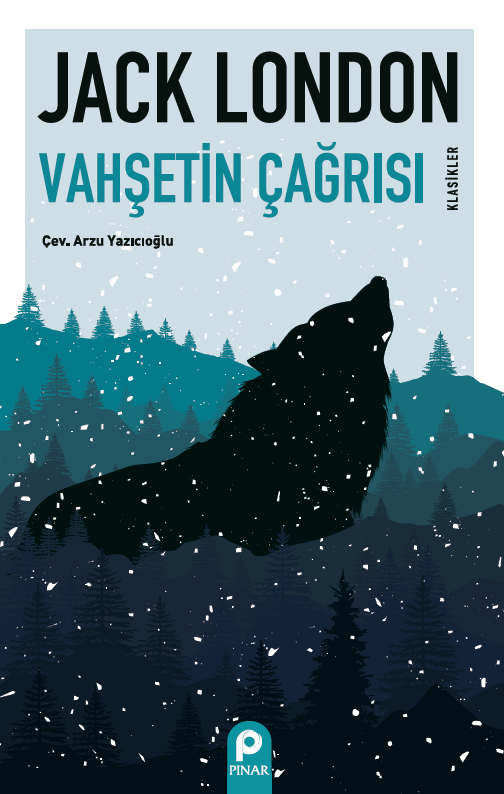 JACK LONDON
VAHŞETİN ÇAĞRISI
KLASİKLER
Çev. Arzu Yazıcıoğlu
PINAR